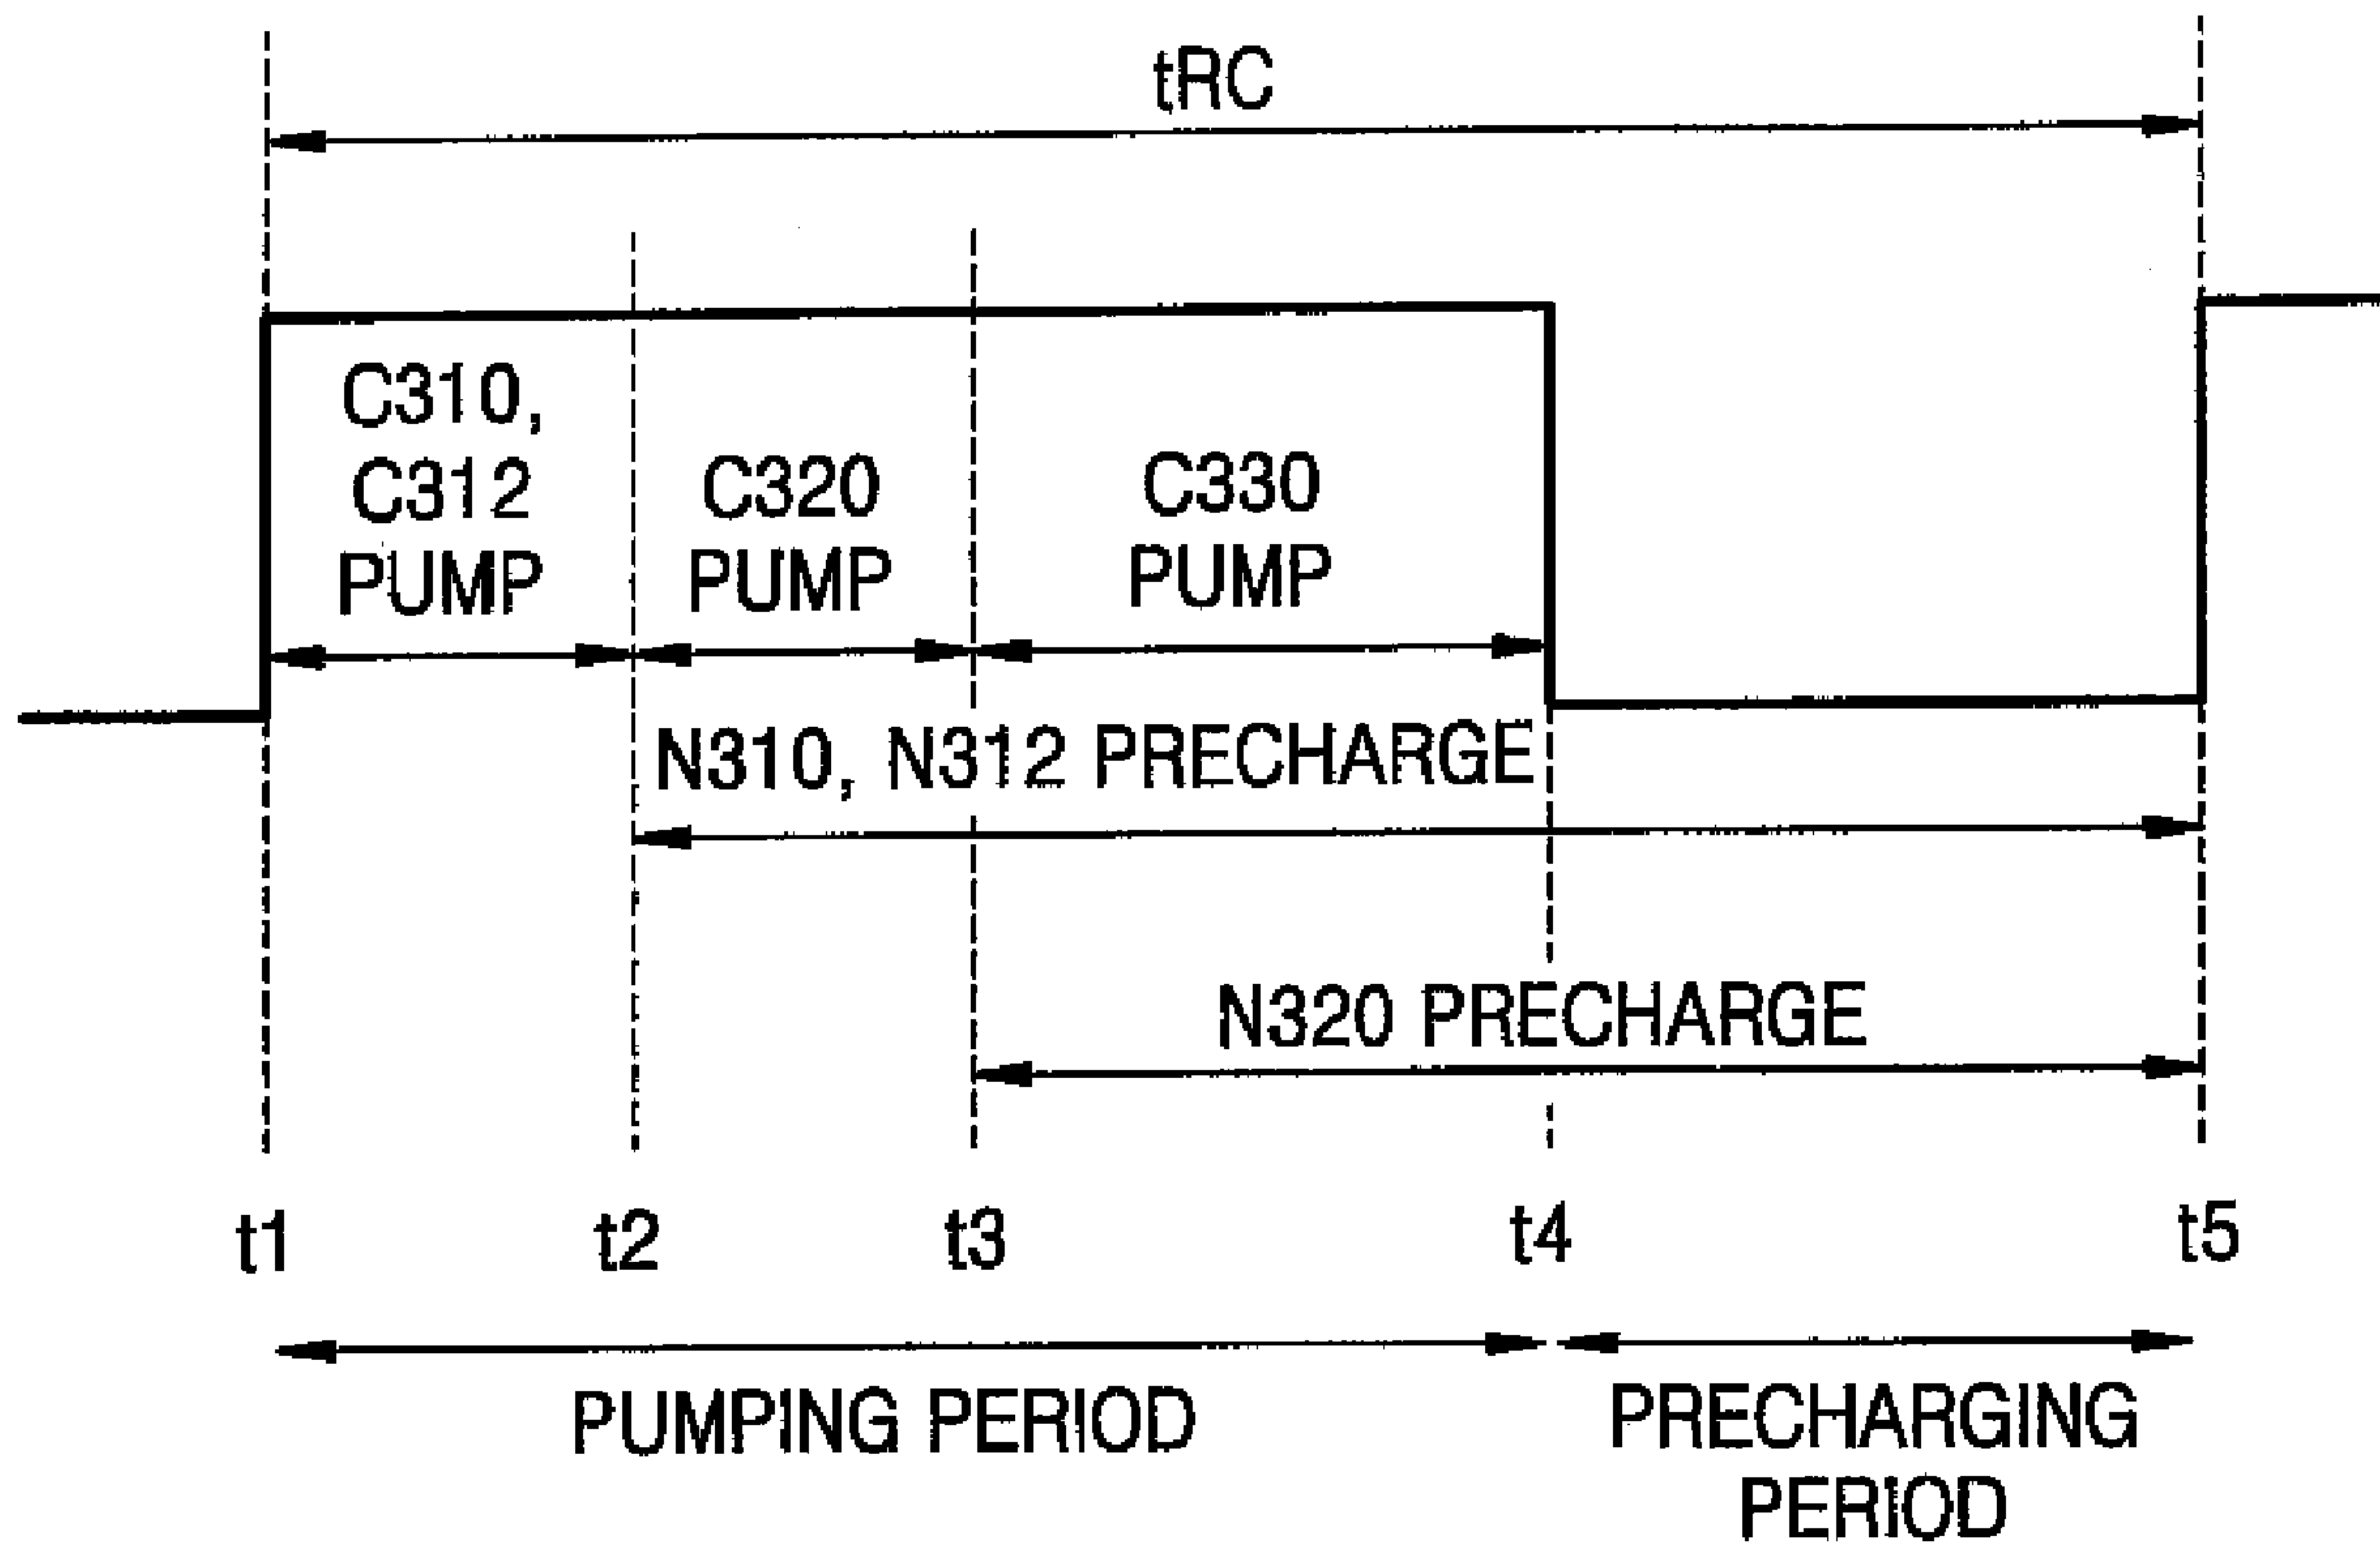 tRC
C310,
C312
PUMP
C320
PUMP
C330
PUMP
N310, N312 PRECHARGE
N320 PRECHARGE
t1 t2 t3 t4 t5
PUMPING PERIOD
PRECHARGING
PERIOD